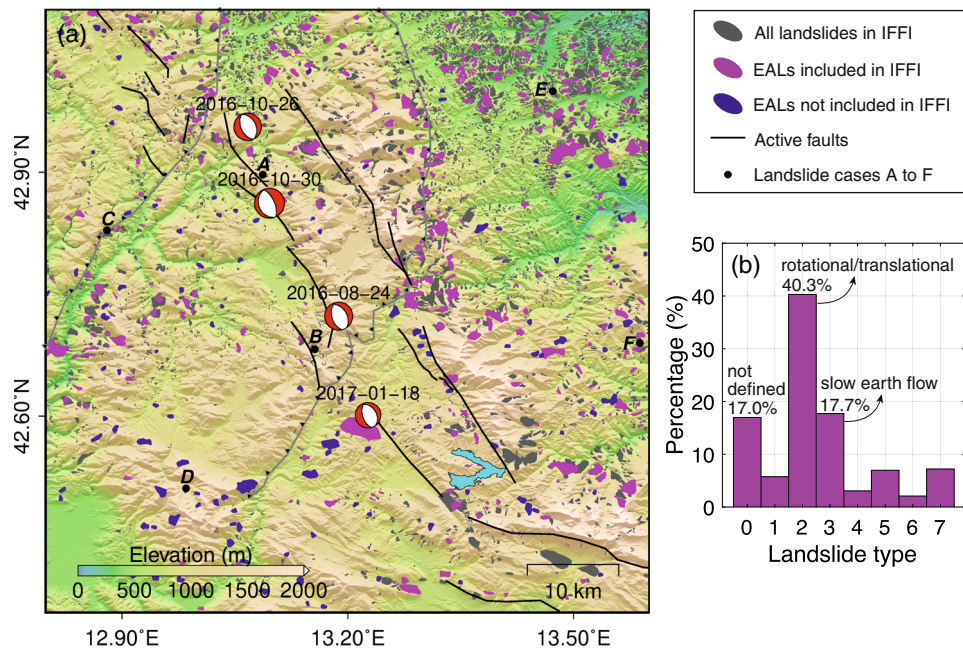 (a)
2016-10-26
A
2016-10-30
C
E
2016-08-24
B
F
2017-01-18
D
42.90°N
42.60°N
Elevation (m)
0 500 1000 1500 2000
10 km
12.90°E 13.20°E 13.50°E
All landslides in IFFI
EALs included in IFFI
EALs not included in IFFI
Active faults
Landslide cases A to F
(b)
rotational/translational
40.3%
not
defined
17.0%
slow earth flow
17.7%
Percentage (%)
50
40
30
20
10
0
0 1 2 3 4 5 6 7
Landslide type